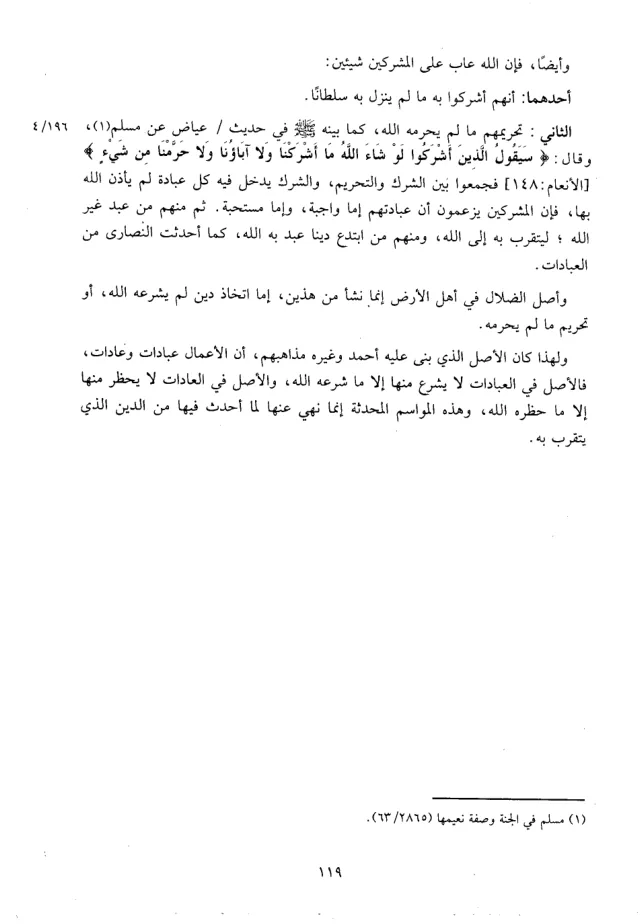 وأيضًا، فإن الله عاب على المشركين شيئين:
أحدهما: أنهم أشركوا به ما لم ينزل به سلطانًا.
الثاني: تحريمهم ما لم يحرمه الله، كما بينه ﷺ في حديث / عياض عن مسلم(١)، ٤/١٩٦
وقال: ﴿ سَيَقُولُ الَّذِينَ أَشْرَكُوا لَوْ شَاءَ اللَّهُ مَا أَشْرَكْنَا وَلا آبَاؤُنَا وَلا حَرَّمْنَا مِن شَيْءٍ ﴾
[الأنعام:١٤٨] فجمعوا بين الشرك والتحريم، والشرك يدخل فيه كل عبادة لم يأذن الله
بها، فإن المشركين يزعمون أن عبادتهم إما واجبة، وإما مستحبة. ثم منهم من عبد غير
الله ؛ ليتقرب به إلى الله، ومنهم من ابتدع دينا عبد به الله، كما أحدثت النصارى من
العبادات.
وأصل الضلال في أهل الأرض إنما نشأ من هذين، إما اتخاذ دين لم يشرعه الله، أو
تحريم ما لم يحرمه.
ولهذا كان الأصل الذي بنى عليه أحمد وغيره مذاهبهم، أن الأعمال عبادات وعادات،
فالأصل في العبادات لا يشرع منها إلا ما شرعه الله، والأصل في العادات لا يحظر منها
إلا ما حظره الله، وهذه المواسم المحدثة إنما نهي عنها لما أحدث فيها من الدين الذي
يتقرب به.
(١) مسلم في الجنة وصفة نعيمها (٦٣/٢٨٦٥).
١١٩